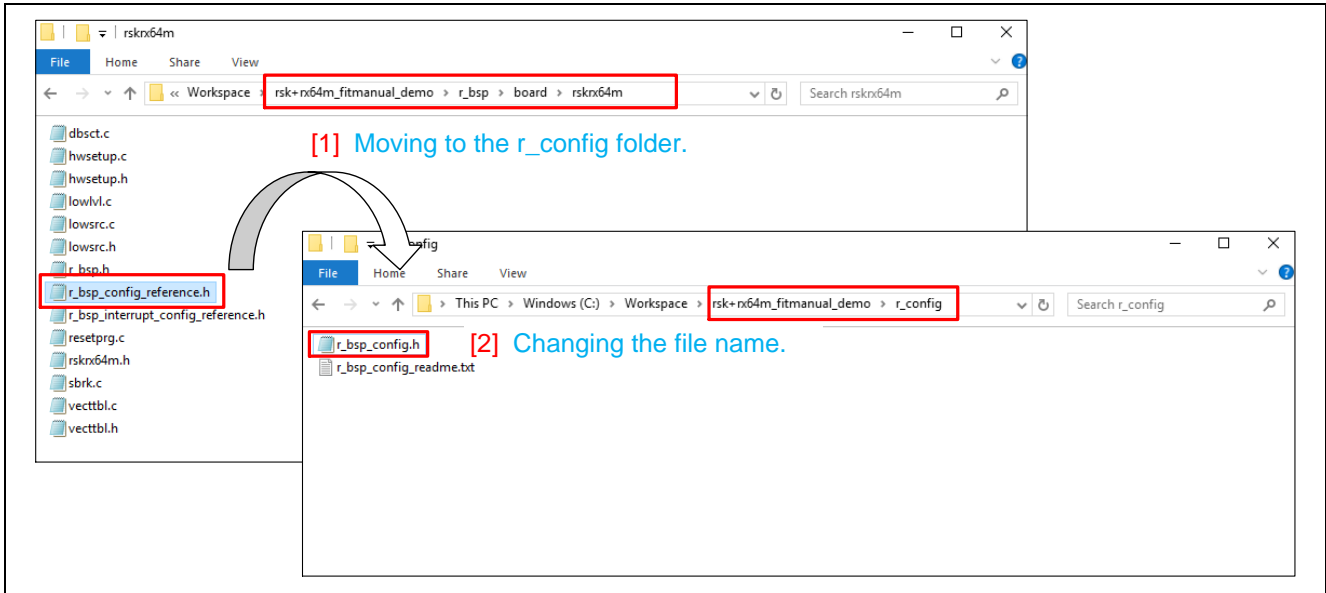 rskrx64m
File Home Share View
« Workspace › rsk+rx64m_fitmanual_demo › r_bsp › board › rskrx64m
Search rskrx64m
[1] Moving to the r_config folder.
dbsct.c
hwsetup.c
hwsetup.h
lowlvl.c
lowsrc.c
lowsrc.h
r_bsp.h
r_bsp_config_reference.h
r_bsp_interrupt_config_reference.h
resetprg.c
rskrx64m.h
sbrk.c
vecttbl.c
vecttbl.h
onfig
File Home Share View
› This PC › Windows (C:) › Workspace › rsk+rx64m_fitmanual_demo › r_config
Search r_config
r_bsp_config.h
[2] Changing the file name.
r_bsp_config_readme.txt